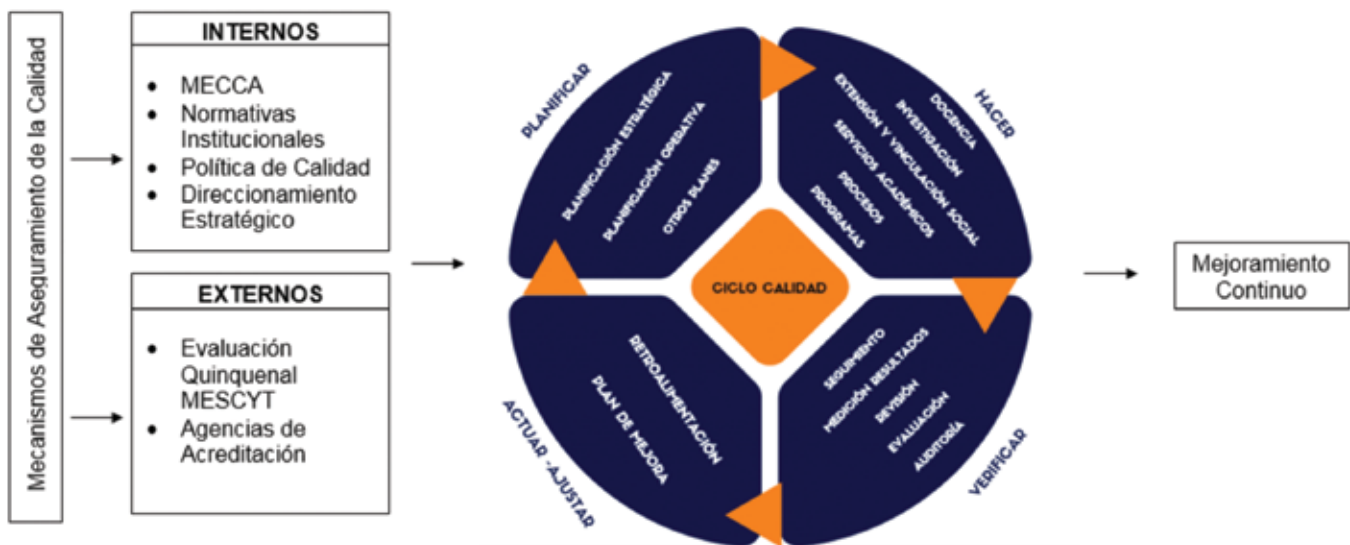 Mecanismos de Aseguramiento de la Calidad
INTERNOS
• MECCA
• Normativas
Institucionales
• Política de Calidad
• Direccionamiento
Estratégico
EXTERNOS
• Evaluación
Quinquenal
MESCYT
• Agencias de
Acreditación
PLANIFICAR
PLANIFICACIÓN ESTRATÉGICA
PLANIFICACIÓN OPERATIVA
OTROS PLANES
HACER
DOCENCIA
INVESTIGACIÓN
EXTENSIÓN Y VINCULACIÓN SOCIAL
SERVICIOS ACADÉMICOS
PROCESOS
PROGRAMAS
CICLO CALIDAD
VERIFICAR
SEGUIMIENTO
MEDICIÓN RESULTADOS
REVISIÓN
EVALUACIÓN
AUDITORÍA
ACTUAR -AJUSTAR
RETROALIMENTACIÓN
PLAN DE MEJORA
Mejoramiento
Continuo